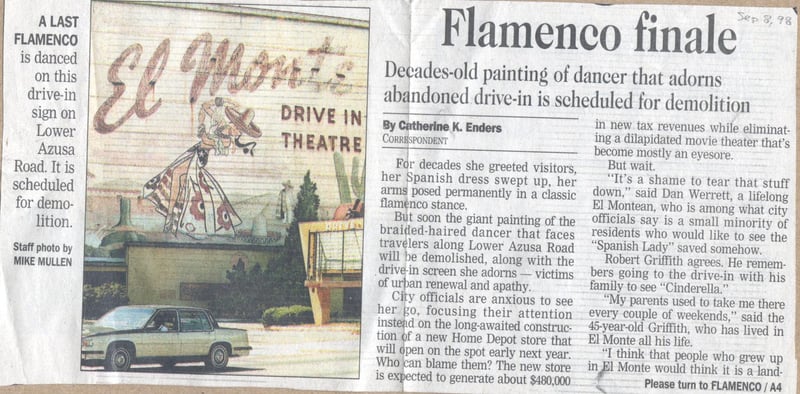 A LAST
FLAMENCO
is danced
on this
drive-in
sign on
Lower
Azusa
Road. It is
scheduled
for demo-
lition.
Staff photo by
MIKE MULLEN
El Monte
DRIVE IN
THEATRE
Sep 8, 98
Flamenco finale
Decades-old painting of dancer that adorns
abandoned drive-in is scheduled for demolition
By Catherine K. Enders
CORRESPONDENT
For decades she greeted visitors,
her Spanish dress swept up, her
arms posed permanently in a classic
flamenco stance.
But soon the giant painting of the
braided-haired dancer that faces
travelers along Lower Azusa Road
will be demolished, along with the
drive-in screen she adorns — victims
of urban renewal and apathy.
City officials are anxious to see
her go, focusing their attention
instead on the long-awaited construc-
tion of a new Home Depot store that
will open on the spot early next year.
Who can blame them? The new store
is expected to generate about $480,000
in new tax revenues while eliminat-
ing a dilapidated movie theater that's
become mostly an eyesore.
But wait.
"It's a shame to tear that stuff
down," said Dan Werrett, a lifelong
El Montean, who is among what city
officials say is a small minority of
residents who would like to see the
"Spanish Lady" saved somehow.
Robert Griffith agrees. He remem-
bers going to the drive-in with his
family to see "Cinderella."
"My parents used to take me there
every couple of weekends," said the
45-year-old Griffith, who has lived in
El Monte all his life.
"I think that people who grew up
in El Monte would think it is a land-
Please turn to FLAMENCO / A4